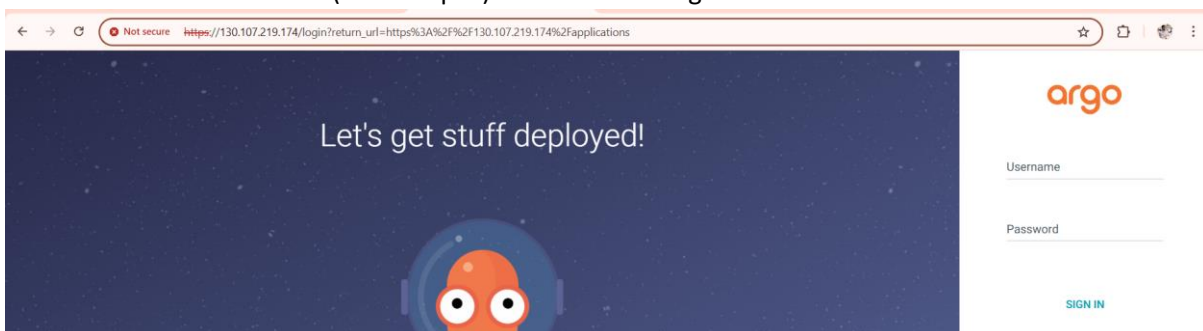 Not secure https://130.107.219.174/login?return_url=https%3A%2F%2F130.107.219.174%2Fapplications
argo
Let's get stuff deployed!
Username
Password
SIGN IN